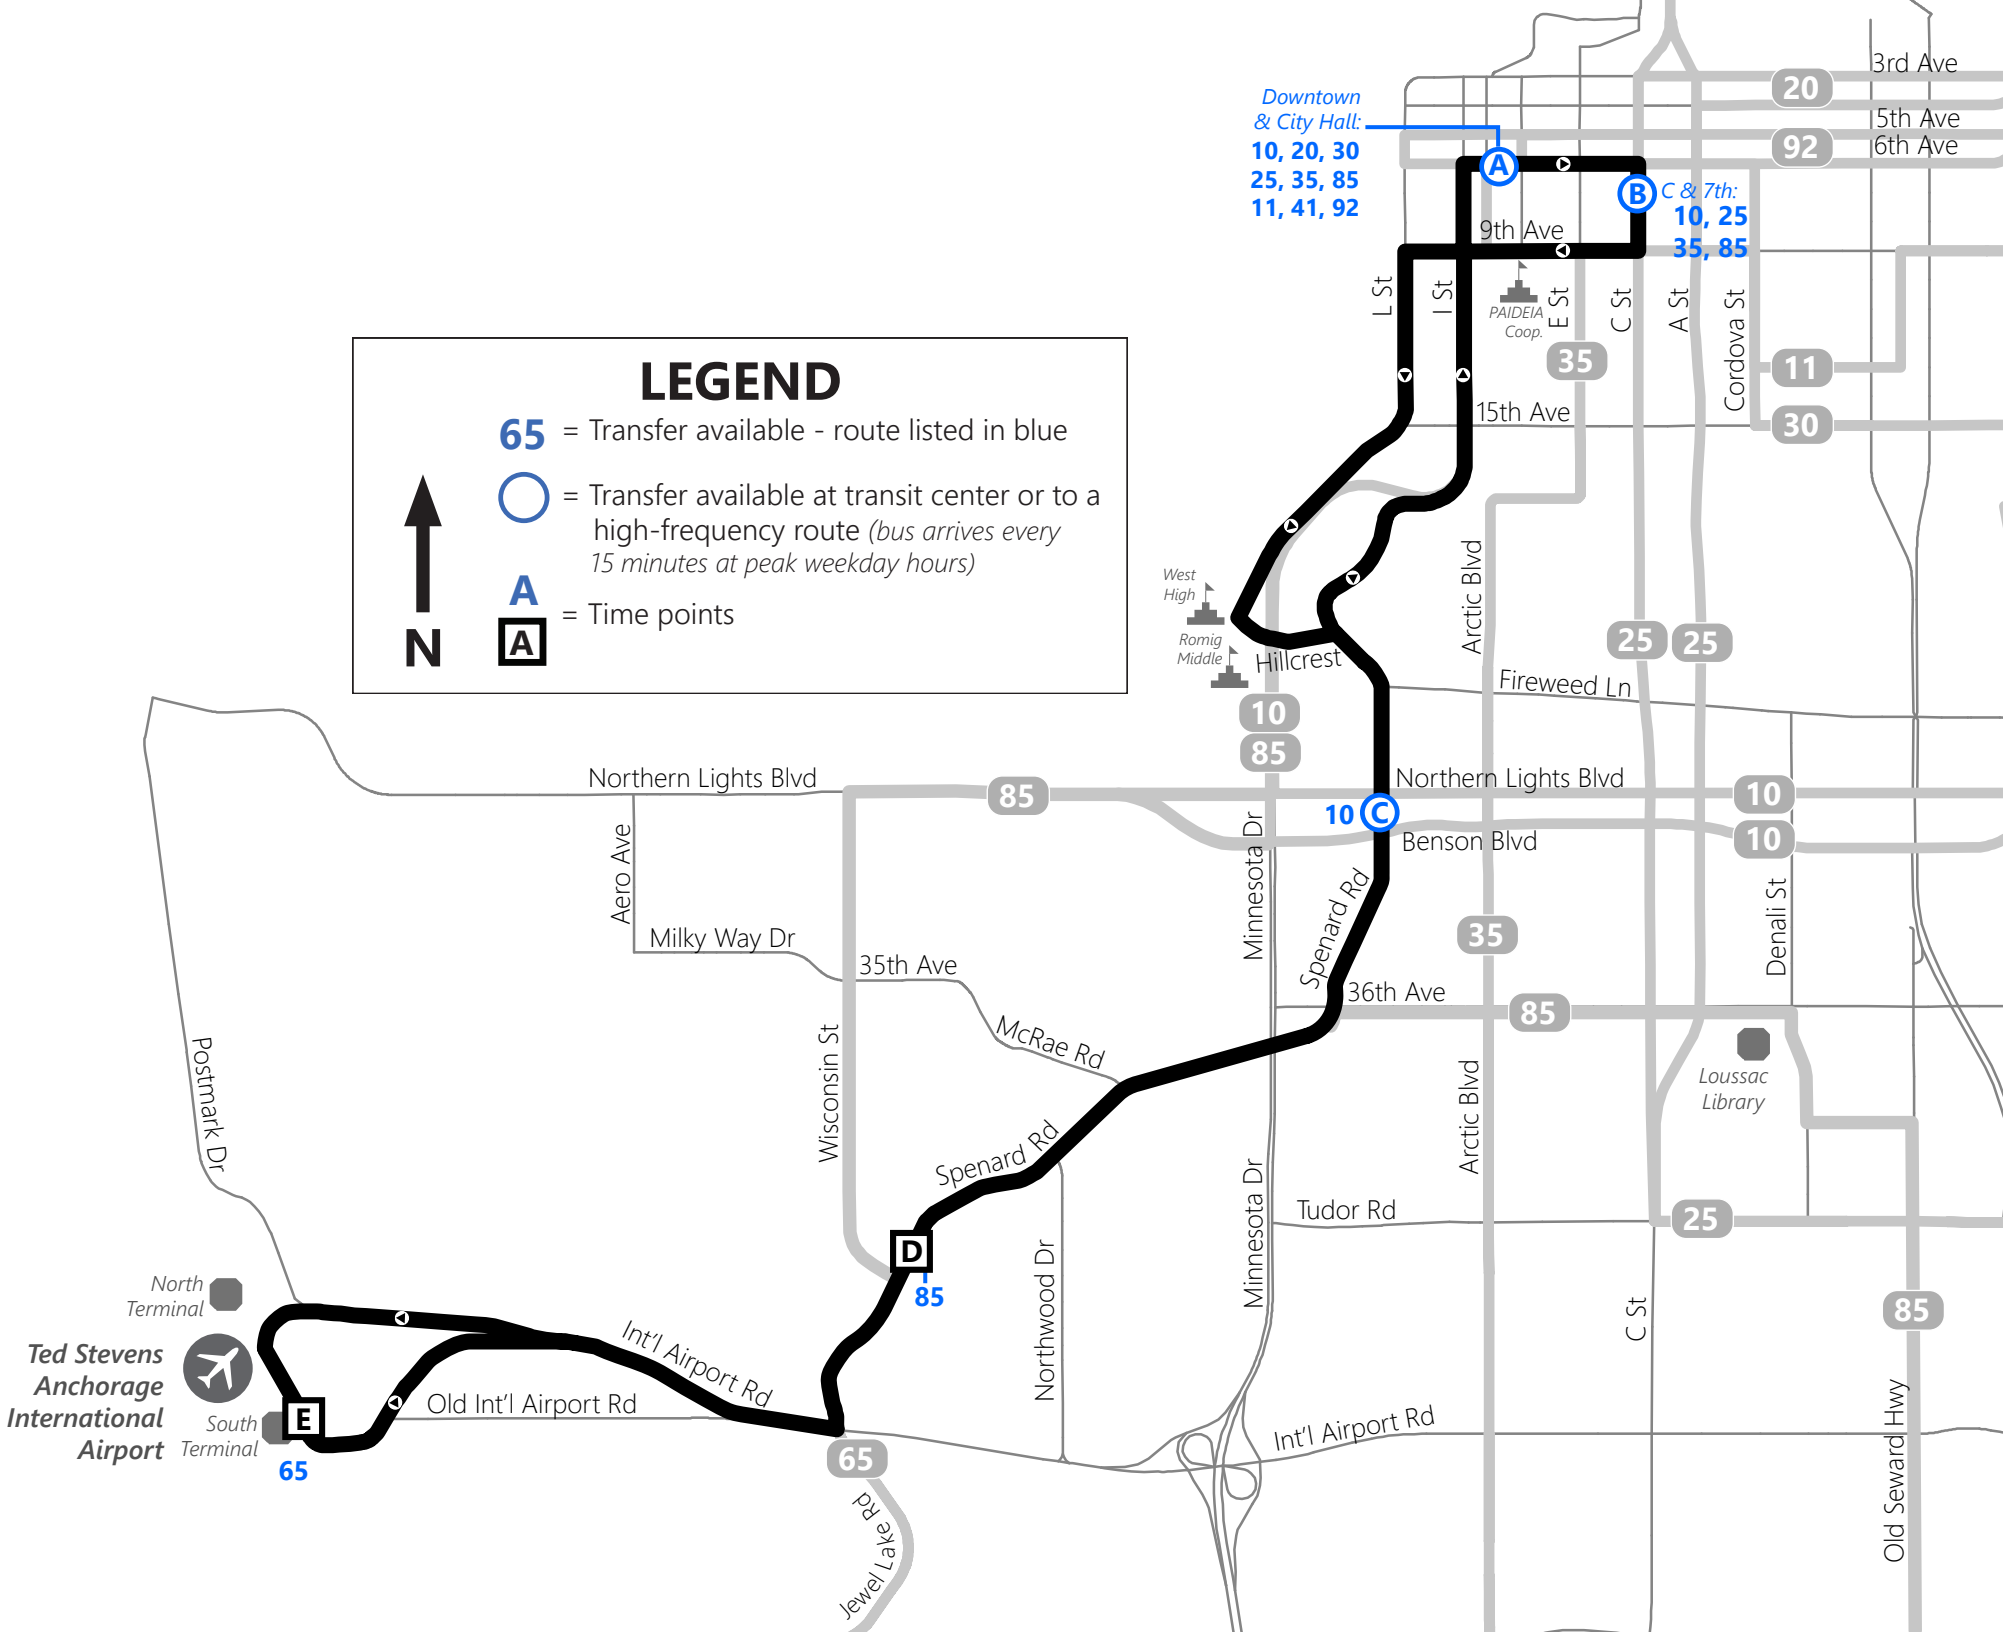 3rd Ave
20
5th Ave
6th Ave
92
Downtown
& City Hall:
10, 20, 30
25, 35, 85
11, 41, 92
A
B
C & 7th:
10, 25
35, 85
9th Ave
L St
I St
PAIDEIA
Coop.
E St
C St
A St
Cordova St
35
11
15th Ave
30
LEGEND
65 = Transfer available - route listed in blue
= Transfer available at transit center or to a
high-frequency route (bus arrives every
15 minutes at peak weekday hours)
A
A
= Time points
N
West
High
Romig
Middle
Hillcrest
Arctic Blvd
25
25
Fireweed Ln
10
85
Northern Lights Blvd
85
Northern Lights Blvd
10
10
C
Benson Blvd
10
Aero Ave
Minnesota Dr
Spenard Rd
35
Denali St
Milky Way Dr
35th Ave
36th Ave
85
McRae Rd
Wisconsin St
Postmark Dr
Loussac
Library
Arctic Blvd
Spenard Rd
Minnesota Dr
Tudor Rd
25
D
85
Northwood Dr
C St
85
North
Terminal
Ted Stevens
Anchorage
International
Airport
South
Terminal
E
65
Int'l Airport Rd
Old Int'l Airport Rd
65
Jewel Lake Rd
Int'l Airport Rd
Old Seward Hwy